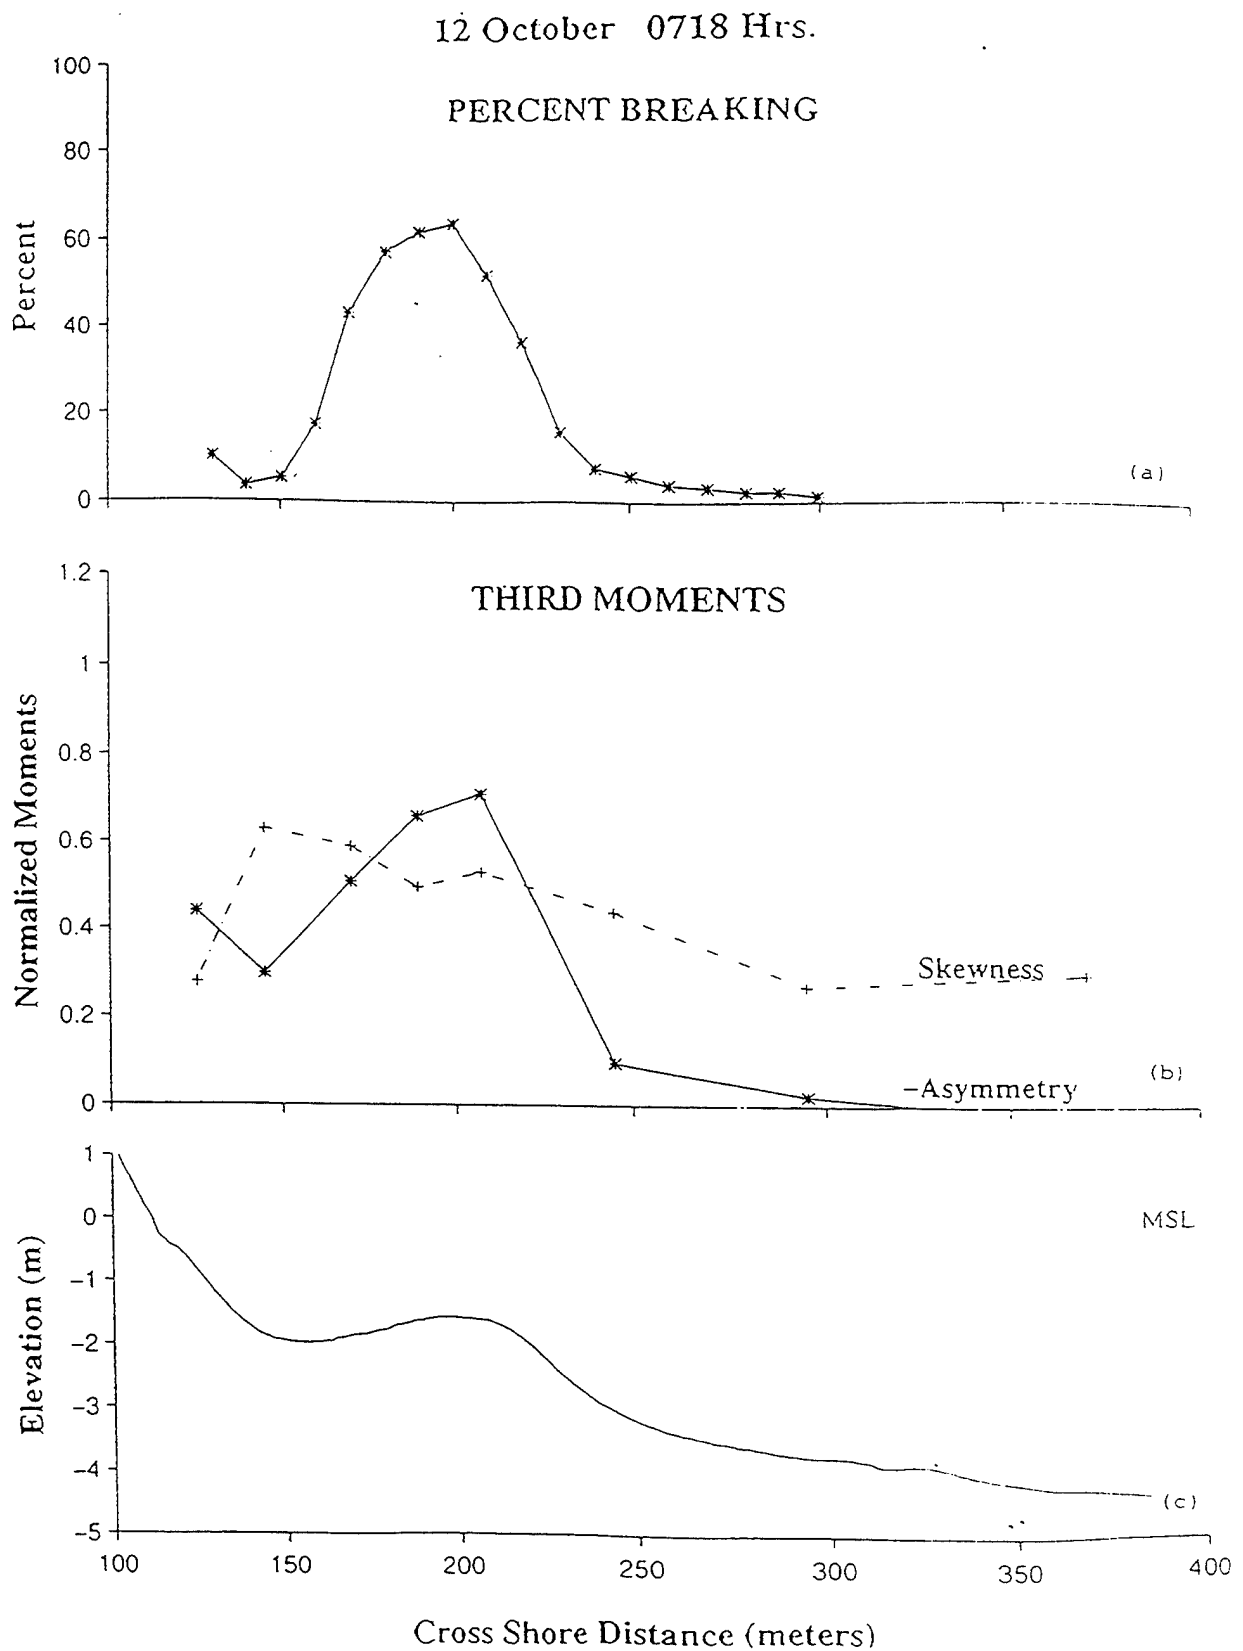 12 October 0718 Hrs.
PERCENT BREAKING
100
80
60
40
20
0
Percent
(a)
THIRD MOMENTS
1.2
1
0.8
0.6
0.4
0.2
0
Normalized Moments
Skewness
-Asymmetry
(b)
1
0
-1
-2
-3
-4
-5
Elevation (m)
MSL
(c)
100 150 200 250 300 350 400
Cross Shore Distance (meters)